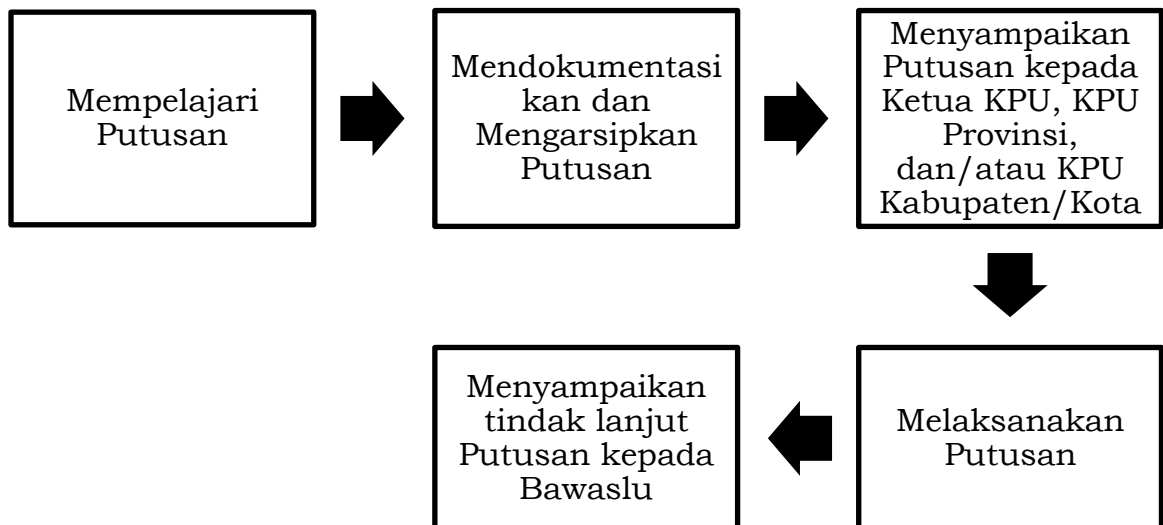 Mempelajari
Putusan
Mendokumentasi
kan dan
Mengarsipkan
Putusan
Menyampaikan
Putusan kepada
Ketua KPU, KPU
Provinsi,
dan/atau KPU
Kabupaten/Kota
Melaksanakan
Putusan
Menyampaikan
tindak lanjut
Putusan kepada
Bawaslu